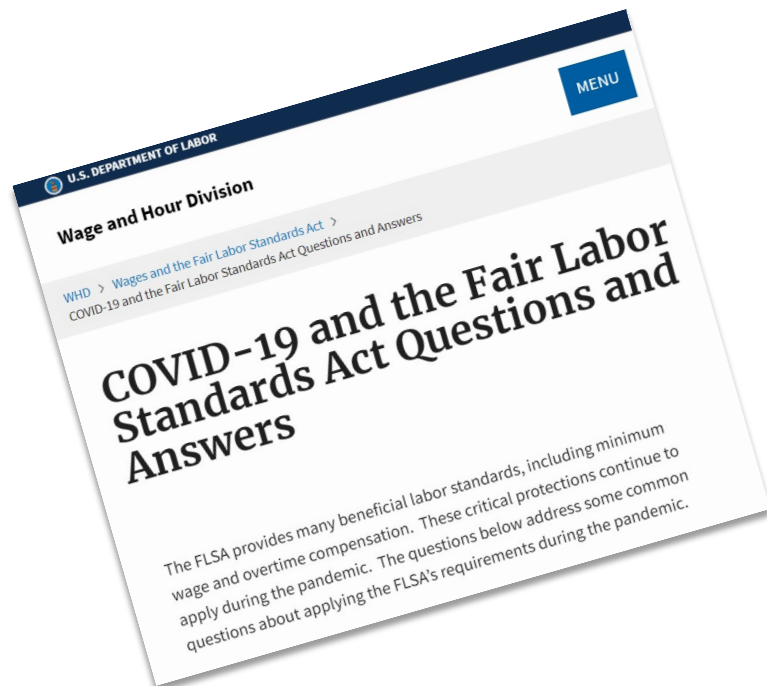 U.S. DEPARTMENT OF LABOR
MENU
Wage and Hour Division
WHD > Wages and the Fair Labor Standards Act >
COVID-19 and the Fair Labor Standards Act Questions and Answers
COVID-19 and the Fair Labor
Standards Act Questions and
Answers
The FLSA provides many beneficial labor standards, including minimum
wage and overtime compensation. These critical protections continue to
apply during the pandemic. The questions below address some common
questions about applying the FLSA's requirements during the pandemic.